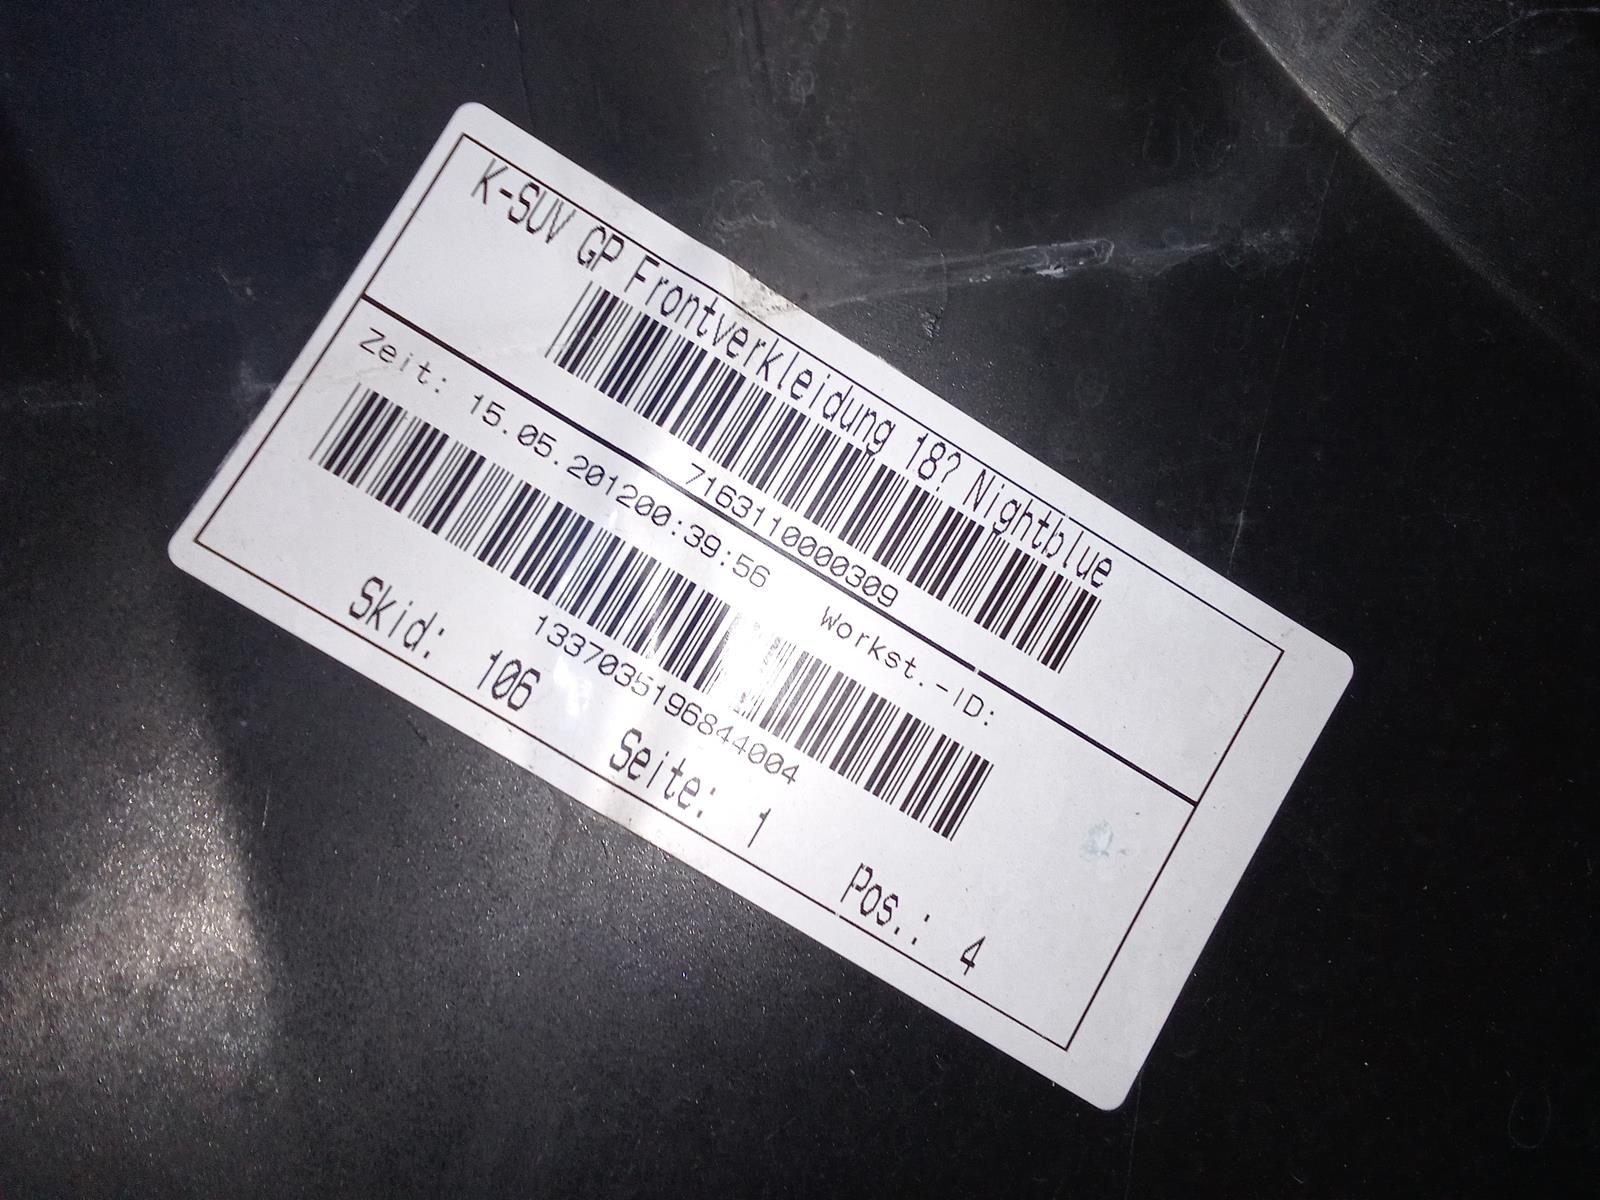 K-SUV GP Frontverkleidung 18? Nightblue
7163110000309
Zeit: 15.05.201200:39:56 Workst.-ID:
1337035196844004
Skid: 106 Seite: 1 Pos.: 4